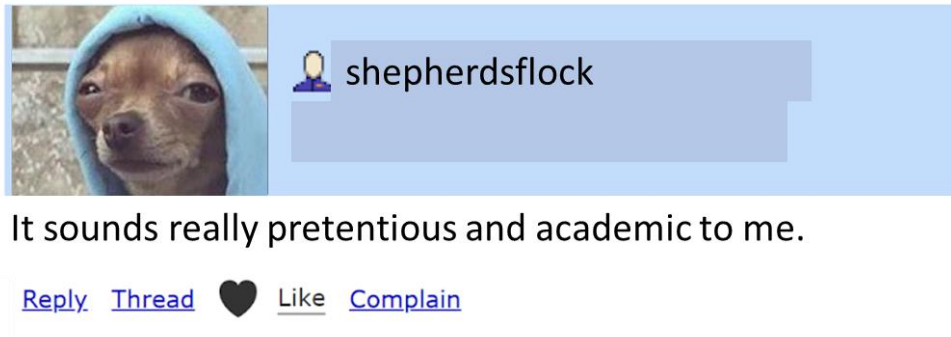 shepherdsflock
It sounds really pretentious and academic to me.
Reply Thread Like Complain